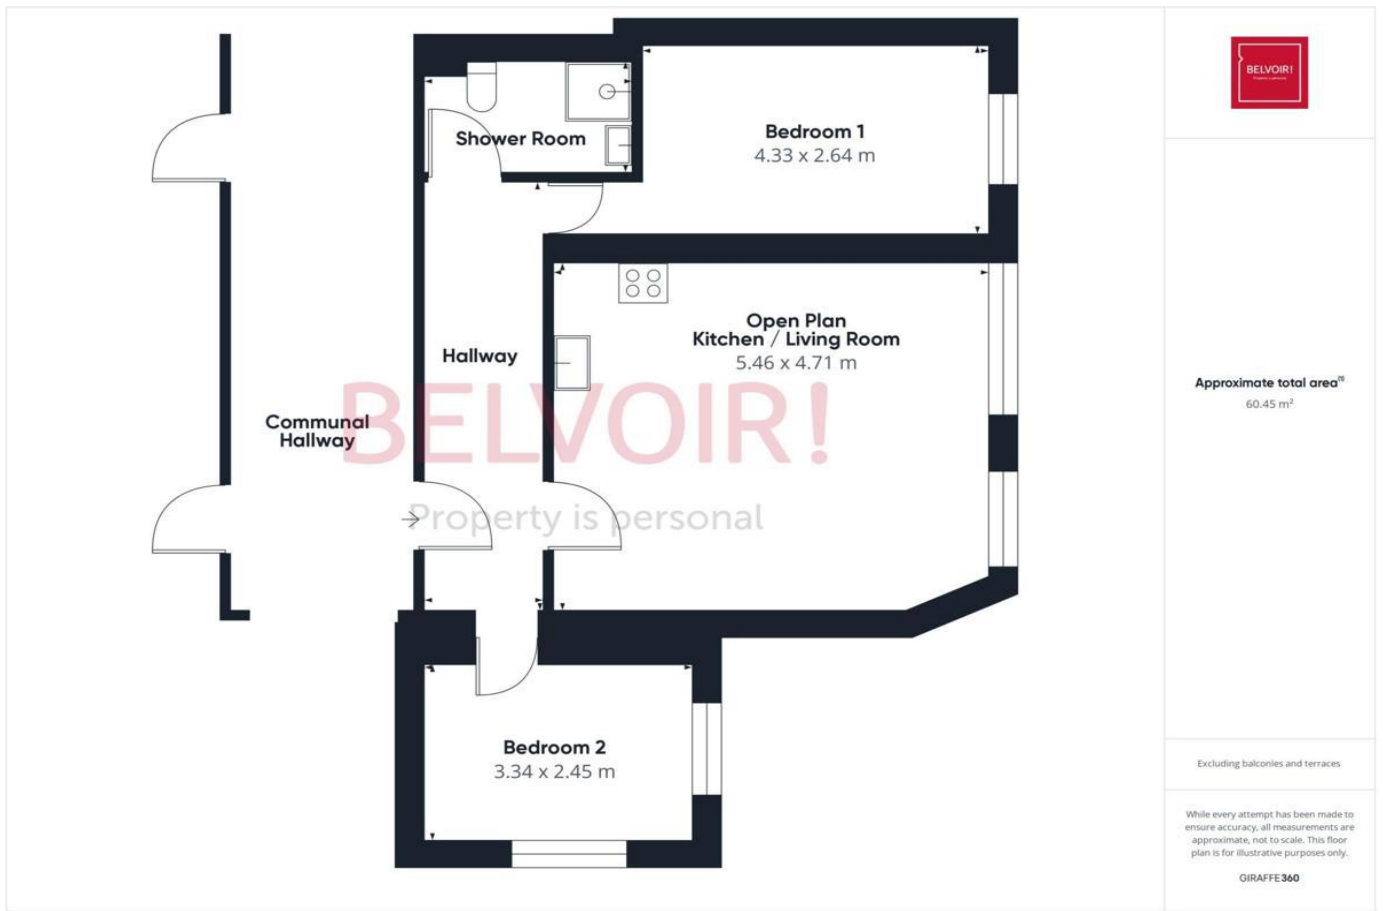 BELVOIR!
Shower Room
Bedroom 1
4.33 x 2.64 m
Open Plan
Kitchen / Living Room
5.46 x 4.71 m
Hallway
Communal
Hallway
BELVOIR!
Property is personal
Bedroom 2
3.34 x 2.45 m
Approximate total area(1)
60.45 m²
Excluding balconies and terraces
While every attempt has been made to
ensure accuracy, all measurements are
approximate, not to scale. This floor
plan is for illustrative purposes only.
GIRAFFE360